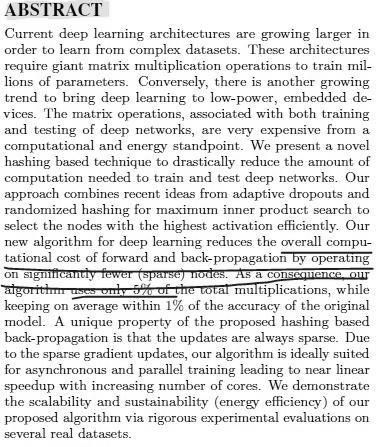 ABSTRACT
Current deep learning architectures are growing larger in
order to learn from complex datasets. These architectures
require giant matrix multiplication operations to train mil-
lions of parameters. Conversely, there is another growing
trend to bring deep learning to low-power, embedded de-
vices. The matrix operations, associated with both training
and testing of deep networks, are very expensive from a
computational and energy standpoint. We present a novel
hashing based technique to drastically reduce the amount of
computation needed to train and test deep networks. Our
approach combines recent ideas from adaptive dropouts and
randomized hashing for maximum inner product search to
select the nodes with the highest activation efficiently. Our
new algorithm for deep learning reduces the overall compu-
tational cost of forward and back-propagation by operating
on significantly fewer (sparse) nodes. As a consequence, our
algorithm uses only 5% of the total multiplications, while
keeping on average within 1% of the accuracy of the original
model. A unique property of the proposed hashing based
back-propagation is that the updates are always sparse. Due
to the sparse gradient updates, our algorithm is ideally suited
for asynchronous and parallel training leading to near linear
speedup with increasing number of cores. We demonstrate
the scalability and sustainability (energy efficiency) of our
proposed algorithm via rigorous experimental evaluations on
several real datasets.